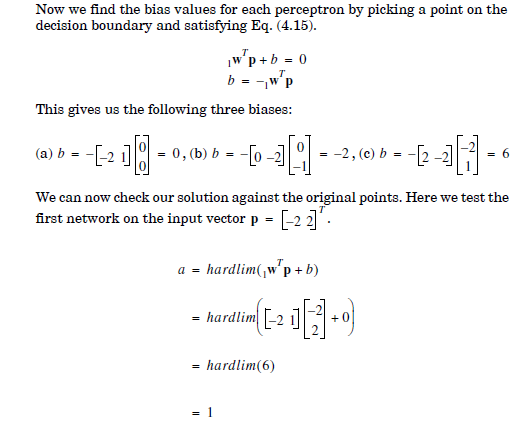 Now we find the bias values for each perceptron by picking a point on the
decision boundary and satisfying Eq. (4.15).
₁wᵀp + b = 0
b = –₁wᵀp
This gives us the following three biases:
(a) b = –[–2 1][0 0] = 0, (b) b = –[0 –2][0 –1] = –2, (c) b = –[2 –2][–2 1] = 6
We can now check our solution against the original points. Here we test the
first network on the input vector p = [–2 2]ᵀ.
a = hardlim(₁wᵀp + b)
= hardlim([–2 1][–2 2] + 0)
= hardlim(6)
= 1